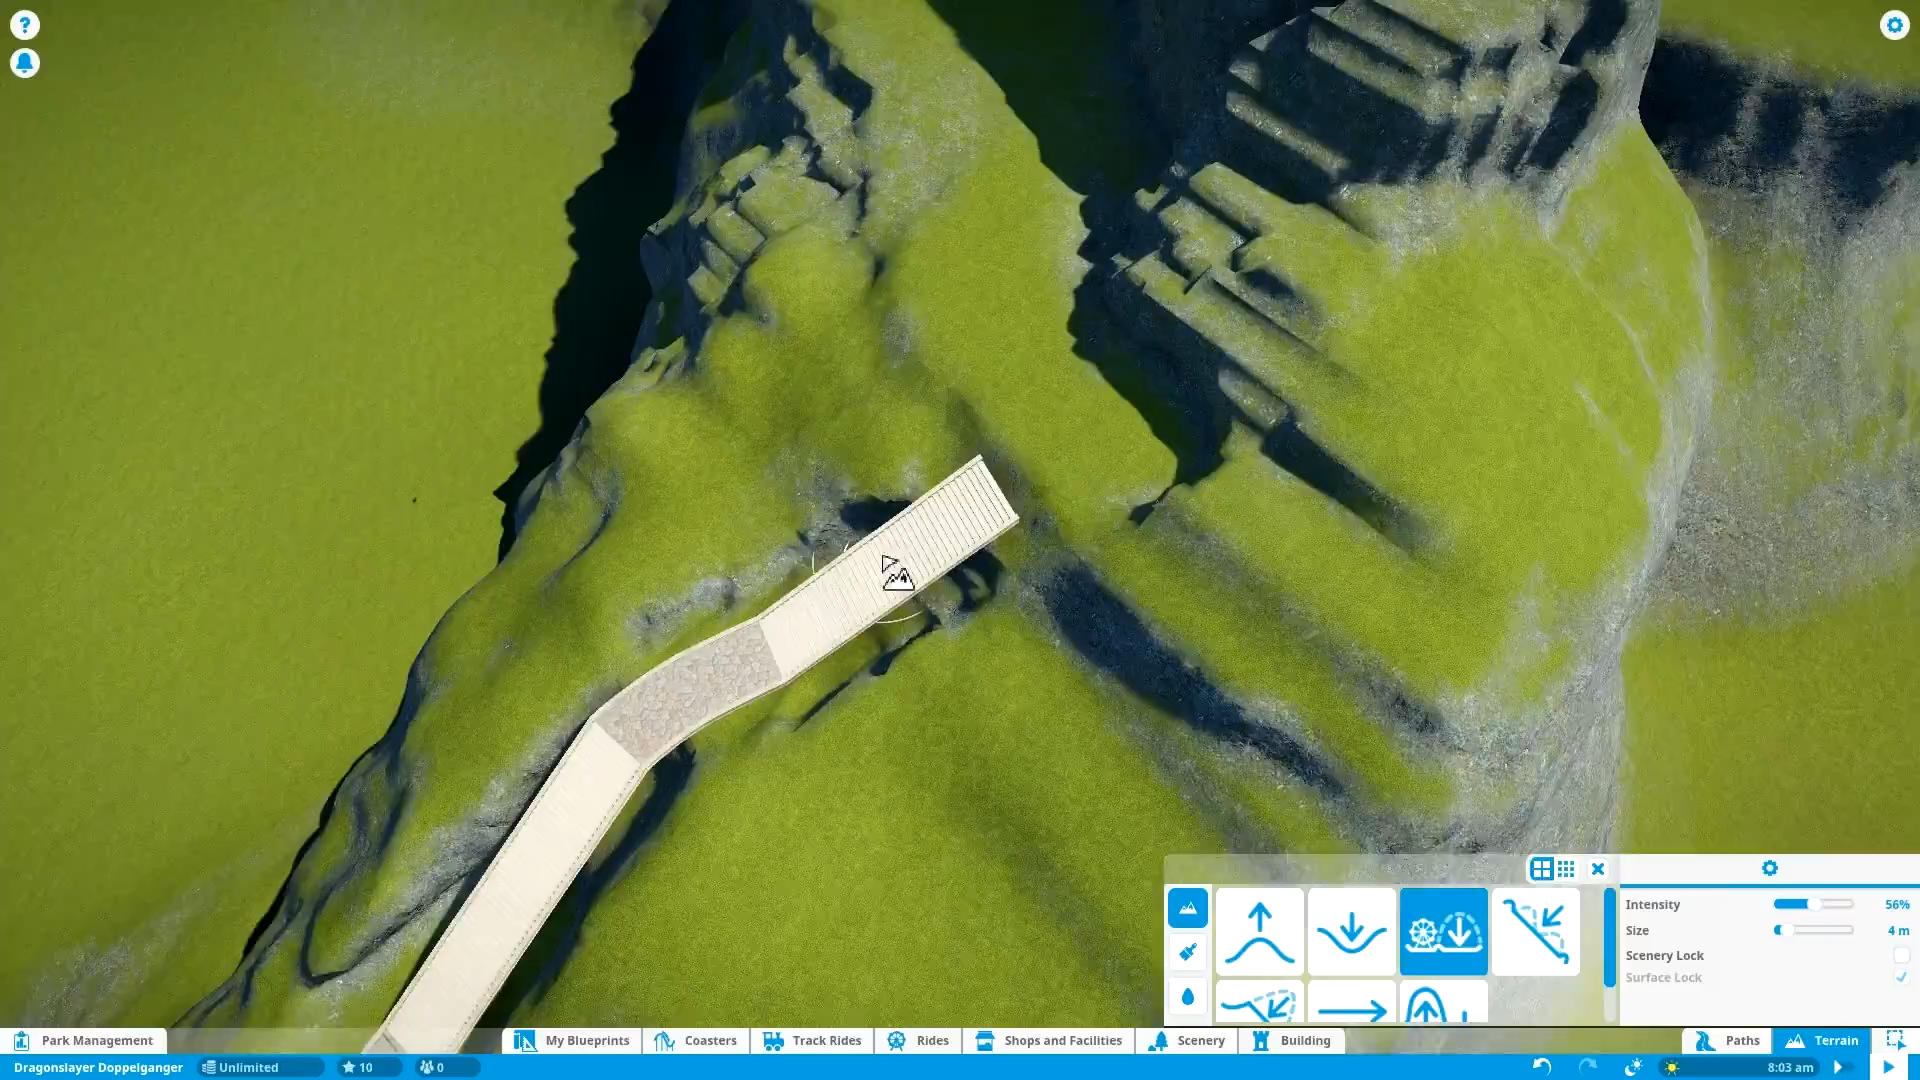 ?
Intensity 56%
Size 4 m
Scenery Lock
Surface Lock
Park Management My Blueprints Coasters Track Rides Rides Shops and Facilities Scenery Building Paths Terrain
Dragonslayer Doppelganger Unlimited 10 0 8:03 am